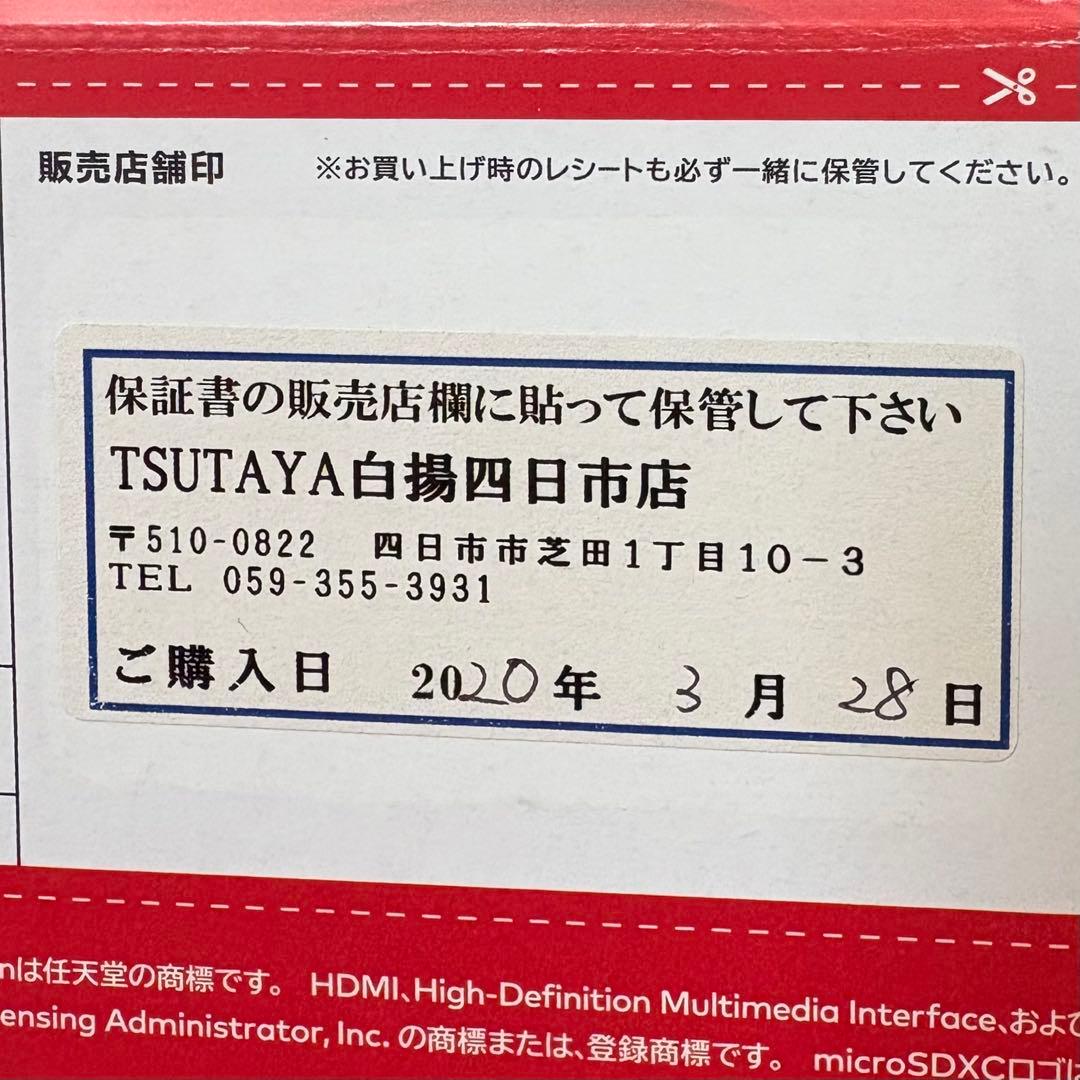 販売店舗印
※お買い上げ時のレシートも必ず一緒に保管してください。
保証書の販売店欄に貼って保管して下さい
TSUTAYA白揚四日市店
〒510-0822 四日市市芝田1丁目10-3
TEL 059-355-3931
ご購入日 2020年 3月 28日
nは任天堂の商標です。 HDMI、High-Definition Multimedia Interface、およ
ensing Administrator, Inc. の商標または、登録商標です。 microSDXCロゴは